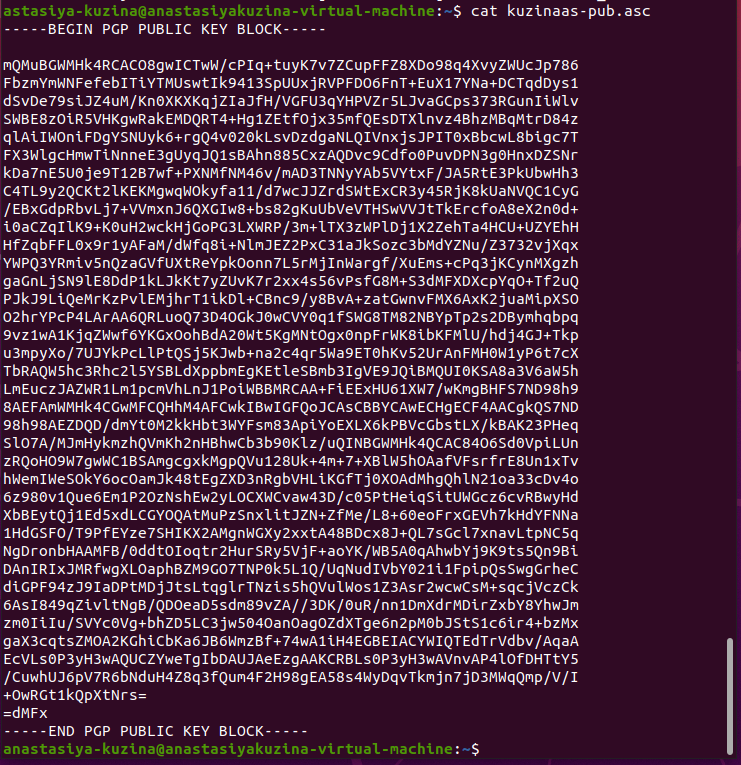 astasiya-kuzina@anastasiyakuzina-virtual-machine:~$ cat kuzinaas-pub.asc
-----BEGIN PGP PUBLIC KEY BLOCK-----
mQMuBGWMHk4RCACO8gwICTwW/cPIq+tuyK7v7ZCupFFZ8XDo98q4XvyZWUcJp786
FbzmYmWNFefebITiYTMUswtIk9413SpUUxjRVPFDO6FnT+EuX17YNa+DCTqdDys1
dSvDe79siJZ4uM/Kn0XKXKqjZIaJfH/VGFU3qYHPVZr5LJvaGCps373RGunIiWlv
SWBE8zOiR5VHKgwRakEMDQRT4+Hg1ZEtfOjx35mfQEsDTXlnvz4BhzMBqMtrD84z
qlAiIWOniFDgYSNUyk6+rgQ4v020kLsvDzdgaNLQIVnxjsJPIT0xBbcwL8bigc7T
FX3WlgcHmwTiNnneE3gUyqJQ1sBAhn885CxzAQDvc9Cdfo0PuvDPN3g0HnxDZSNr
kDa7nE5U0je9T12B7wf+PXNMfNM46v/mAD3TNNyYAb5VYtxF/JA5RtE3PkUbwHh3
C4TL9y2QCKt2lKEKMgwqWOkyfa11/d7wcJJZrdSWtExCR3y45RjK8kUaNVQC1CyG
/EBxGdpRbvLj7+VVmxnJ6QXGIw8+bs82gKuUbVeVTHSwVVJtTkErcfoA8eX2n0d+
i0aCZqIlK9+K0uH2wckHjGoPG3LXWRP/3m+lTX3zWPlDj1X2ZehTa4HCU+UZYEhH
HfZqbFFL0x9r1yAFaM/dWfq8i+NlmJEZ2PxC31aJkSozc3bMdYZNu/Z3732vjXqx
YWPQ3YRmiv5nQzaGVfUXtReYpkOonn7L5rMjInWargf/XuEms+cPq3jKCynMXgzh
gaGnLjSN9lE8DdP1kLJkKt7yZUvK7r2xx4s56vPsfG8M+S3dMFXDXcpYqO+Tf2uQ
PJkJ9LiQeMrKzPvlEMjhrT1ikDl+CBnc9/y8BvA+zatGwnvFMX6AxK2juaMipXSO
O2hrYPcP4LArAA6QRLuoQ73D4OGkJ0wCVY0q1fSWG8TM82NBYpTp2s2DBymhqbpq
9vz1wA1KjqZWwf6YKGxOohBdA20Wt5KgMNtOgx0npFrWK8ibKFMlU/hdj4GJ+Tkp
u3mpyXo/7UJYkPcLlPtQSj5KJwb+na2c4qr5Wa9ET0hKv52UrAnFMH0W1yP6t7cX
TbRAQW5hc3Rhc2l5YSBLdXppbmEgKEtleSBmb3IgVE9JQiBMQUI0KSA8a3V6aW5h
LmEuczJAZWR1Lm1pcmVhLnJ1PoiWBBMRCAA+FiEExHU61XW7/wKmgBHFS7ND98h9
8AEFAmWMHk4CGwMFCQHhM4AFCwkIBwIGFQoJCAsCBBYCAwECHgECF4AACgkQS7ND
98h98AEZDQD/dmYt0M2kkHbt3WYFsm83ApiYoEXLX6kPBVcGbstLX/kBAK23PHeq
SlO7A/MJmHykmzhQVmKh2nHBhwCb3b90Klz/uQINBGWMHk4QCAC84O6Sd0VpiLUn
zRQoHO9W7gwWC1BSAmgcgxkMgpQVu128Uk+4m+7+XBlW5hOAafVFsrfrE8Un1xTv
hWemIWeSOkY6ocOamJk48tEgZXD3nRgbVHLiKGfTj0XOAdMhgQhlN21oa33cDv4o
6z980v1Que6Em1P2OzNshEw2yLOCXWCvaw43D/c05PtHeiqSitUWGcz6cvRBwyHd
XbBEytQj1Ed5xdLCGYOQAtMuPzSnxlitJZN+ZfMe/L8+60eoFrxGEVh7kHdYFNNa
1HdGSFO/T9PfEYze7SHIKX2AMgnWGXy2xxtA48BDcx8J+QL7sGcl7xnavLtpNC5q
NgDronbHAAMFB/0ddtOIoqtr2HurSRy5VjF+aoYK/WB5A0qAhwbYj9K9ts5Qn9Bi
DAnIRIxJMRfwgXLOaphBZM9GO7TNP0k5L1Q/UqNudIVbY021i1FpipQsSwgGrheC
diGPF94zJ9IaDPtMDjJtsLtqglrTNzis5hQVulWos1Z3Asr2wcwCsM+sqcjVczCk
6AsI849qZivltNgB/QDOeaD5sdm89vZA//3DK/0uR/nn1DmXdrMDirZxbY8YhwJm
zm0IiIu/SVYc0Vg+bhZD5LC3jw504OanOagOZdXTge6n2pM0bJStS1c6ir4+bzMx
gaX3cqtsZMOA2KGhiCbKa6JB6WmzBf+74wA1iH4EGBEIACYWIQTEdTrVdbv/AqaA
EcVLs0P3yH3wAQUCZYweTgIbDAUJAeEzgAAKCRBLs0P3yH3wAVnvAP4lOfDHTtY5
/CuwhUJ6pV7R6bNduH4Z8q3fQum4F2H98gEA58s4WyDqvTkmjn7jD3MWqQmp/V/I
+OwRGt1kQpXtNrs=
=dMFx
-----END PGP PUBLIC KEY BLOCK-----
anastasiya-kuzina@anastasiyakuzina-virtual-machine:~$